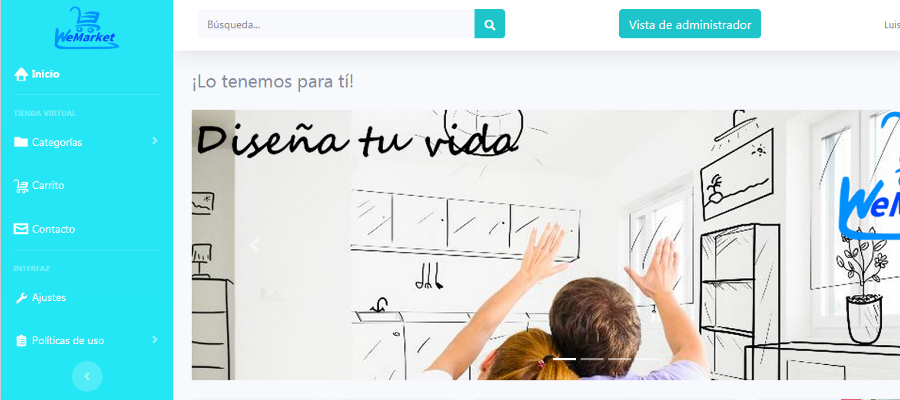 WeMarket
Búsqueda...
Vista de administrador
Luis
Inicio
¡Lo tenemos para tí!
TIENDA VIRTUAL
Categorías
Carrito
Contacto
INTERFAZ
Ajustes
Políticas de uso
Diseña tu vida
WeM